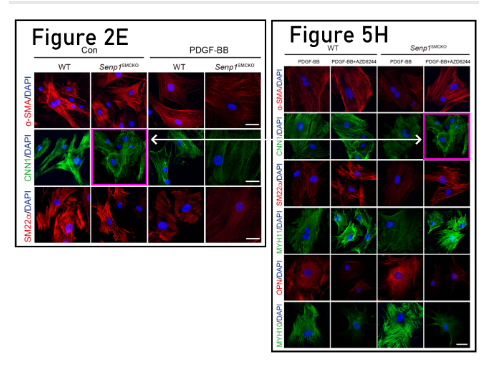 Figure 2E
Con PDGF-BB
WT Senp1SMCKO WT Senp1SMCKO
α-SMA/DAPI
CNN1/DAPI
SM22α/DAPI
Figure 5H
WT Senp1SMCKO
PDGF-BB PDGF-BB+AZD6244 PDGF-BB PDGF-BB+AZD6244
α-SMA/DAPI
CNN1/DAPI
SM22α/DAPI
MYH11/DAPI
OPN/DAPI
MYH10/DAPI